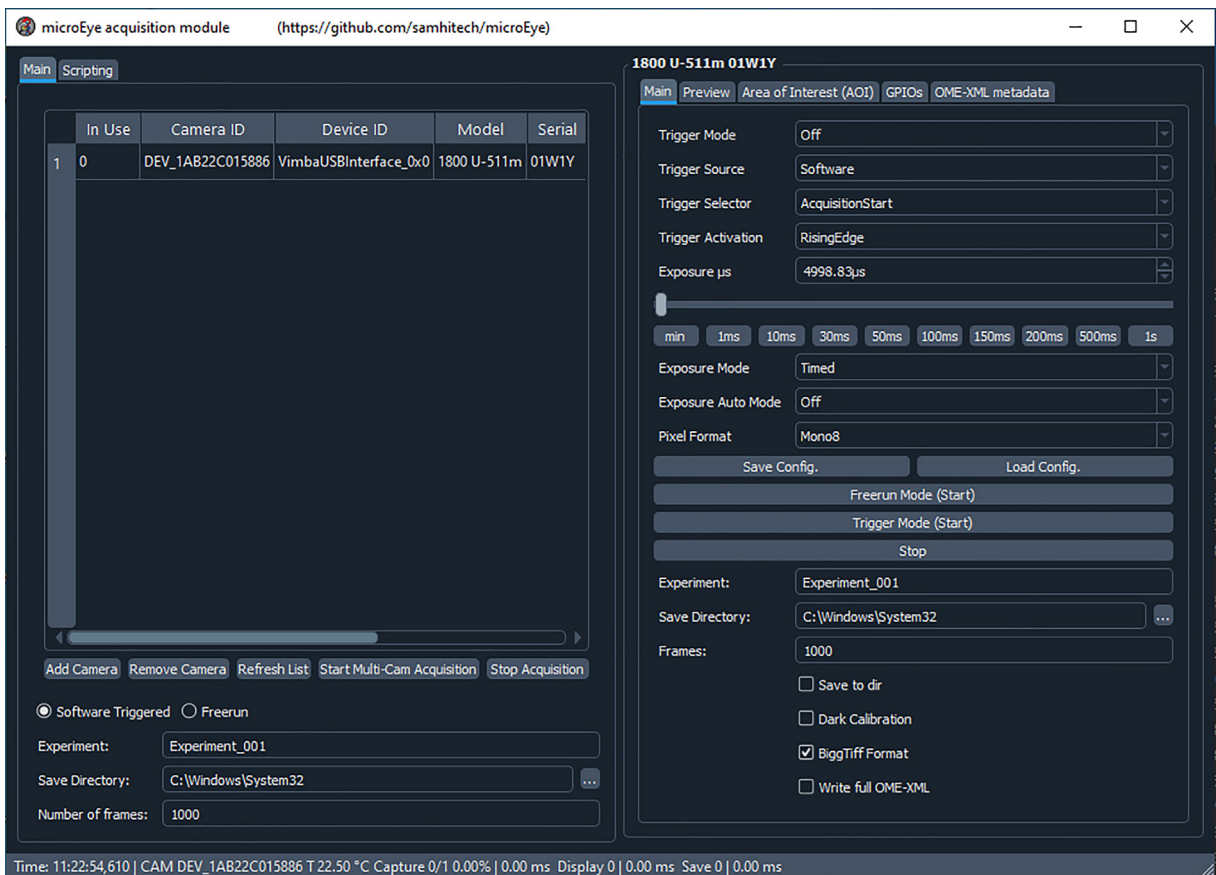 microEye acquisition module (https://github.com/samhitech/microEye)
Main Scripting
In Use Camera ID Device ID Model Serial
1 0 DEV_1AB22C015886 VimbaUSBInterface_0x0 1800 U-511m 01W1Y
Add Camera Remove Camera Refresh List Start Multi-Cam Acquisition Stop Acquisition
Software Triggered Freerun
Experiment: Experiment_001
Save Directory: C:\Windows\System32 ...
Number of frames: 1000
1800 U-511m 01W1Y
Main Preview Area of Interest (AOI) GPIOs OME-XML metadata
Trigger Mode Off
Trigger Source Software
Trigger Selector AcquisitionStart
Trigger Activation RisingEdge
Exposure µs 4998.83µs
min 1ms 10ms 30ms 50ms 100ms 150ms 200ms 500ms 1s
Exposure Mode Timed
Exposure Auto Mode Off
Pixel Format Mono8
Save Config. Load Config.
Freerun Mode (Start)
Trigger Mode (Start)
Stop
Experiment: Experiment_001
Save Directory: C:\Windows\System32 ...
Frames: 1000
Save to dir
Dark Calibration
BiggTiff Format
Write full OME-XML
Time: 11:22:54,610 | CAM DEV_1AB22C015886 T 22.50 °C Capture 0/1 0.00% | 0.00 ms Display 0 | 0.00 ms Save 0 | 0.00 ms